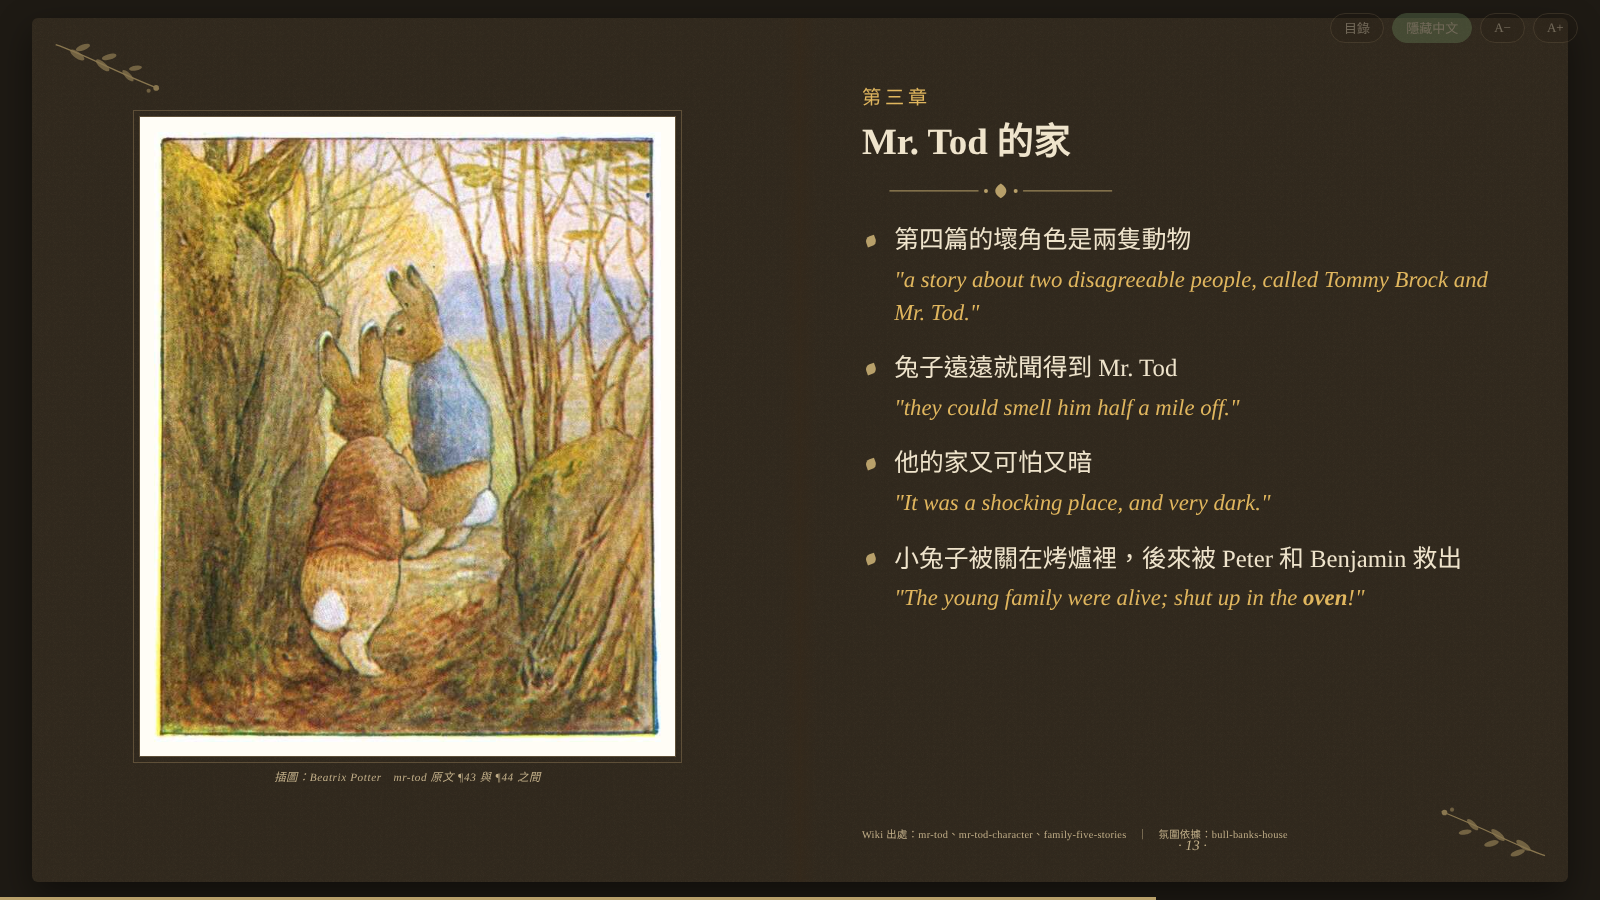 目錄 隱藏中文 A− A+
第三章
Mr. Tod 的家
第四篇的壞角色是兩隻動物
"a story about two disagreeable people, called Tommy Brock and
Mr. Tod."
兔子遠遠就聞得到 Mr. Tod
"they could smell him half a mile off."
他的家又可怕又暗
"It was a shocking place, and very dark."
小兔子被關在烤爐裡，後來被 Peter 和 Benjamin 救出
"The young family were alive; shut up in the oven!"
插圖：Beatrix Potter mr-tod 原文 ¶43 與 ¶44 之間
Wiki 出處：mr-tod、mr-tod-character、family-five-stories ｜ 氛圍依據：bull-banks-house
· 13 ·